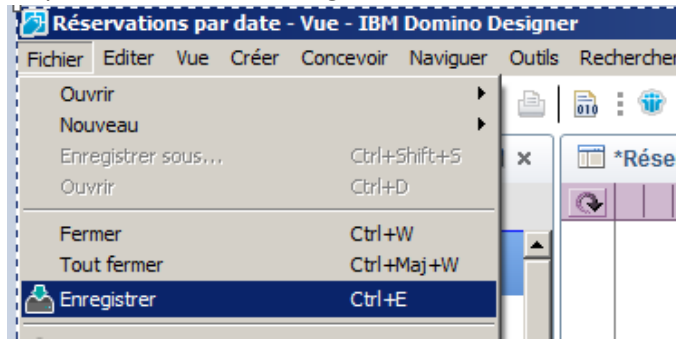 Réservations par date - Vue - IBM Domino Designer
Fichier Editer Vue Créer Concevoir Naviguer Outils Rechercher
Ouvrir
Nouveau
010
Enregistrer sous... Ctrl+Shift+S
*Rése
Ouvrir Ctrl+D
Fermer Ctrl+W
Tout fermer Ctrl+Maj+W
Enregistrer Ctrl+E